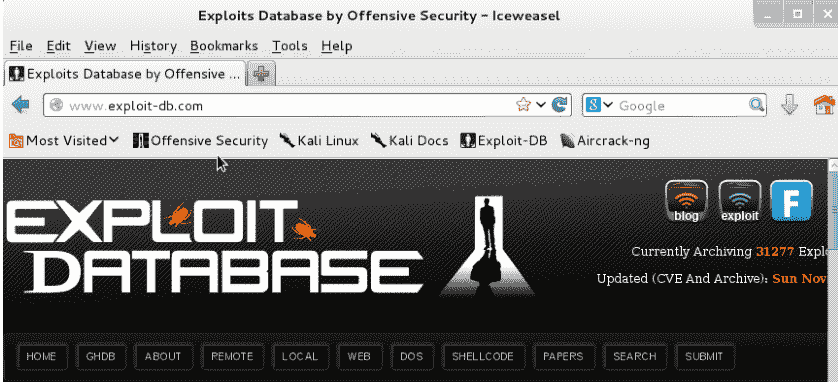 Exploits Database by Offensive Security - Iceweasel
File Edit View History Bookmarks Tools Help
Exploits Database by Offensive ...
www.exploit-db.com
Google
Most Visited Offensive Security Kali Linux Kali Docs Exploit-DB Aircrack-ng
blog exploit F
EXPLOIT
DATABASE
Currently Archiving 31277 Explo
Updated (CVE And Archive): Sun Nov
HOME GHDB ABOUT REMOTE LOCAL WEB DOS SHELLCODE PAPERS SEARCH SUBMIT